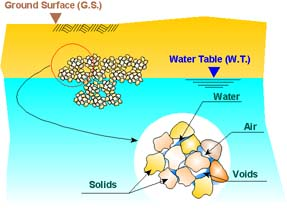 Ground Surface (G.S.)
Water Table (W.T.)
Water
Air
Voids
Solids